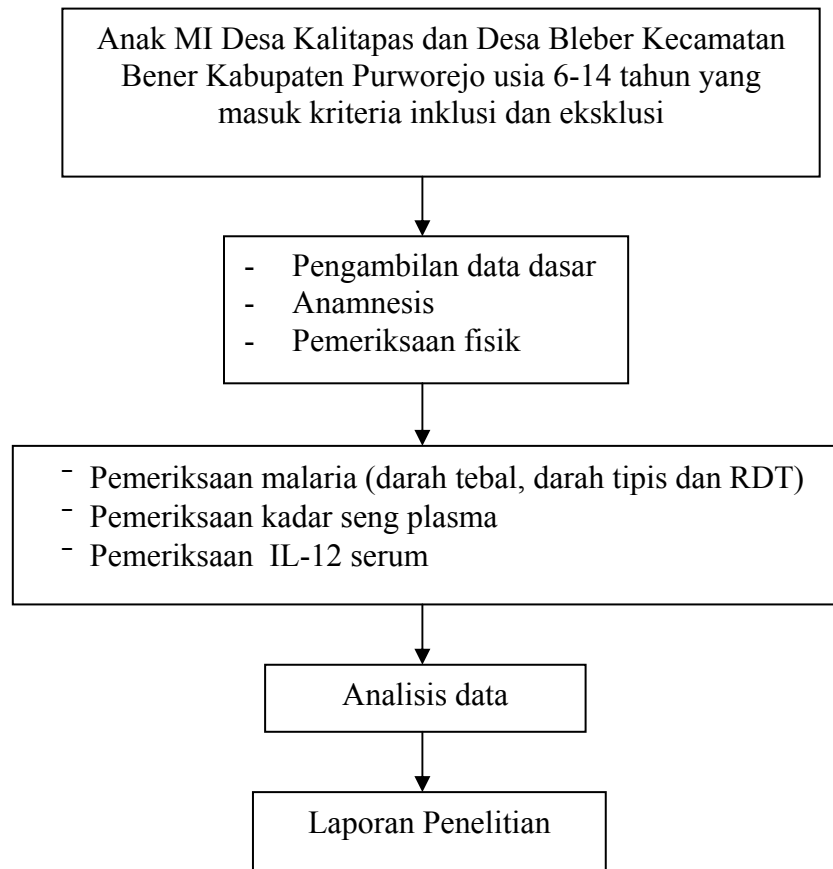 Anak MI Desa Kalitapas dan Desa Bleber Kecamatan
Bener Kabupaten Purworejo usia 6-14 tahun yang
masuk kriteria inklusi dan eksklusi
- Pengambilan data dasar
- Anamnesis
- Pemeriksaan fisik
- Pemeriksaan malaria (darah tebal, darah tipis dan RDT)
- Pemeriksaan kadar seng plasma
- Pemeriksaan IL-12 serum
Analisis data
Laporan Penelitian